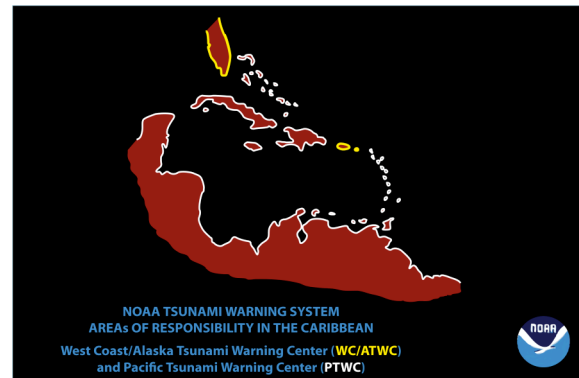 NOAA TSUNAMI WARNING SYSTEM
AREAs OF RESPONSIBILITY IN THE CARIBBEAN
West Coast/Alaska Tsunami Warning Center (WC/ATWC)
and Pacific Tsunami Warning Center (PTWC)
NOAA